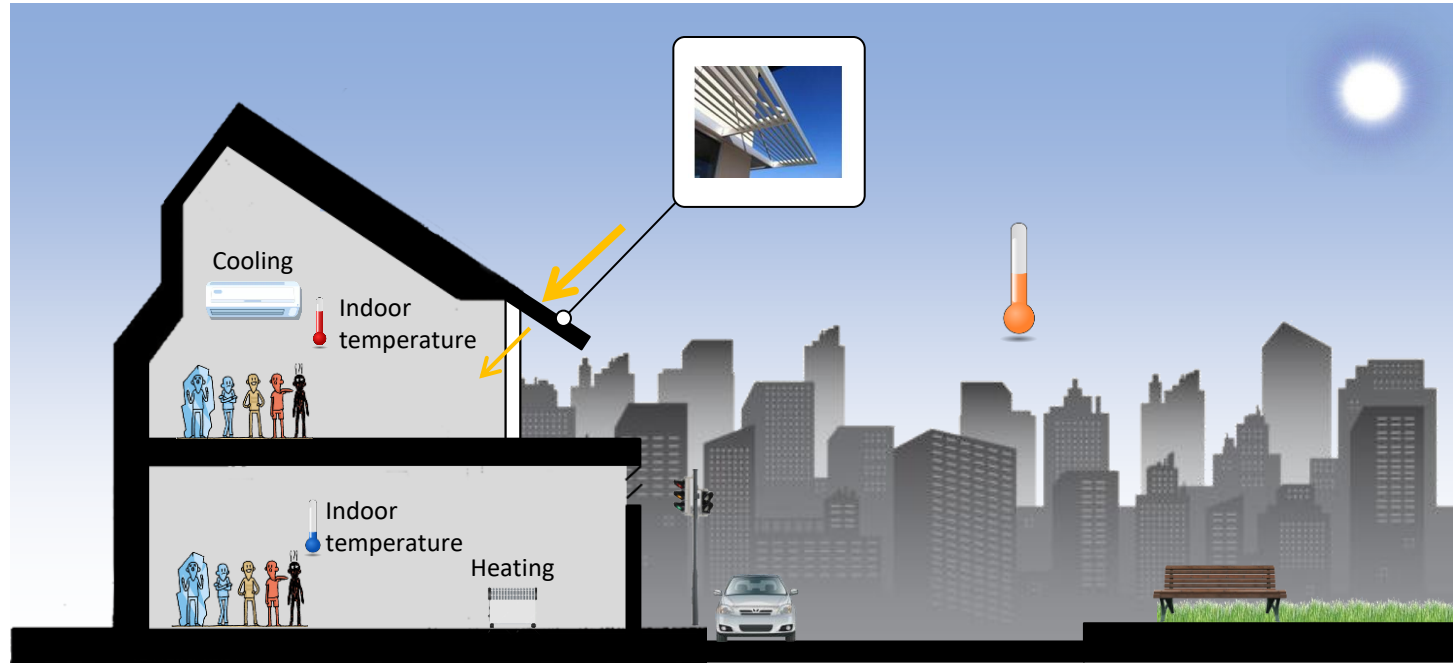 Cooling
Indoor
temperature
Indoor
temperature
Heating